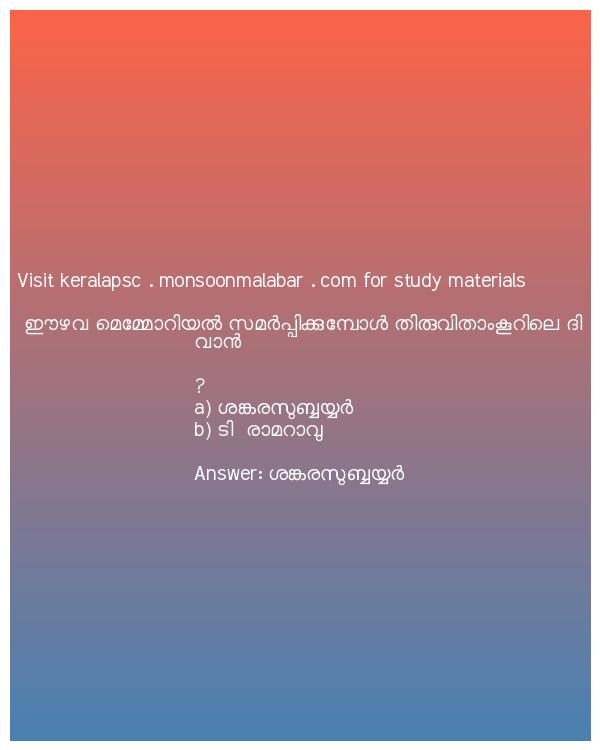 Visit keralapsc . monsoonmalabar . com for study materials
ഈഴവ മെമ്മോറിയൽ സമർപ്പിക്കുമ്പോൾ തിരുവിതാംകൂറിലെ ദി
വാൻ
?
a) ശങ്കരസുബ്ബയ്യർ
b) ടി രാമറാവു
Answer: ശങ്കരസുബ്ബയ്യർ